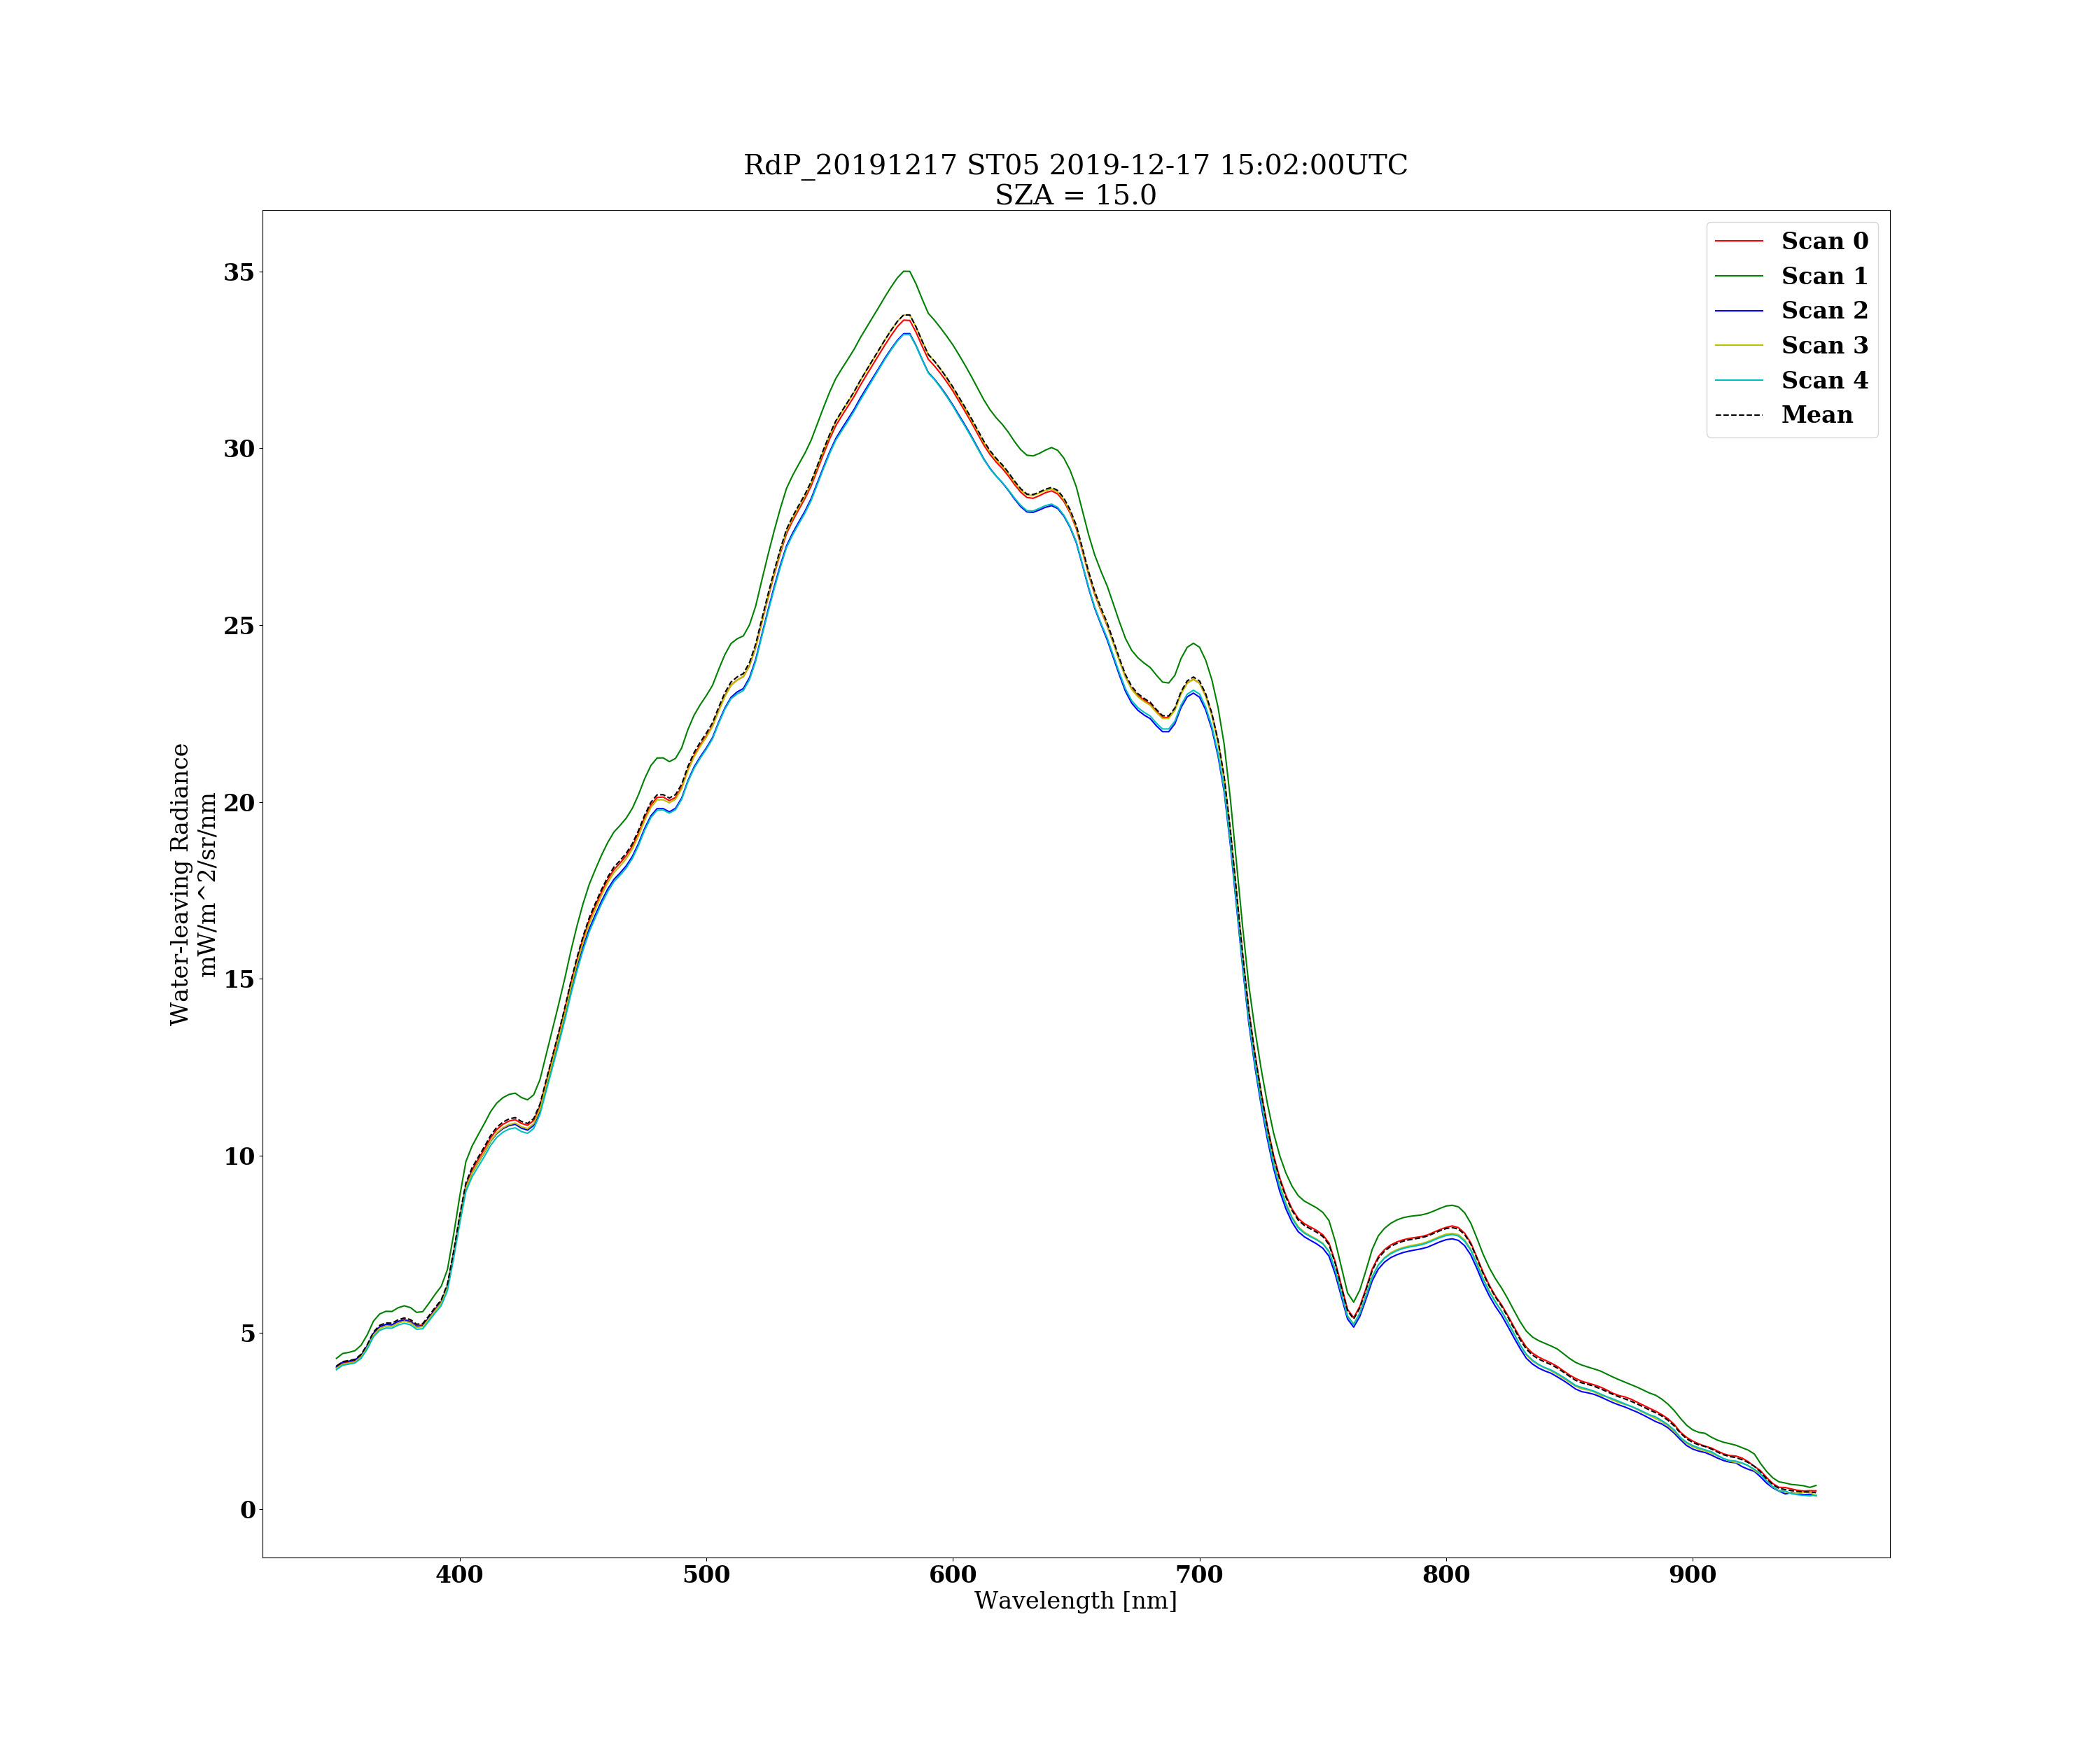 RdP_20191217 ST05 2019-12-17 15:02:00UTC
SZA = 15.0
Scan 0
Scan 1
Scan 2
Scan 3
Scan 4
Mean
35
30
25
20
15
10
5
0
Water-leaving Radiance
mW/m^2/sr/nm
400
500
600
700
800
900
Wavelength [nm]